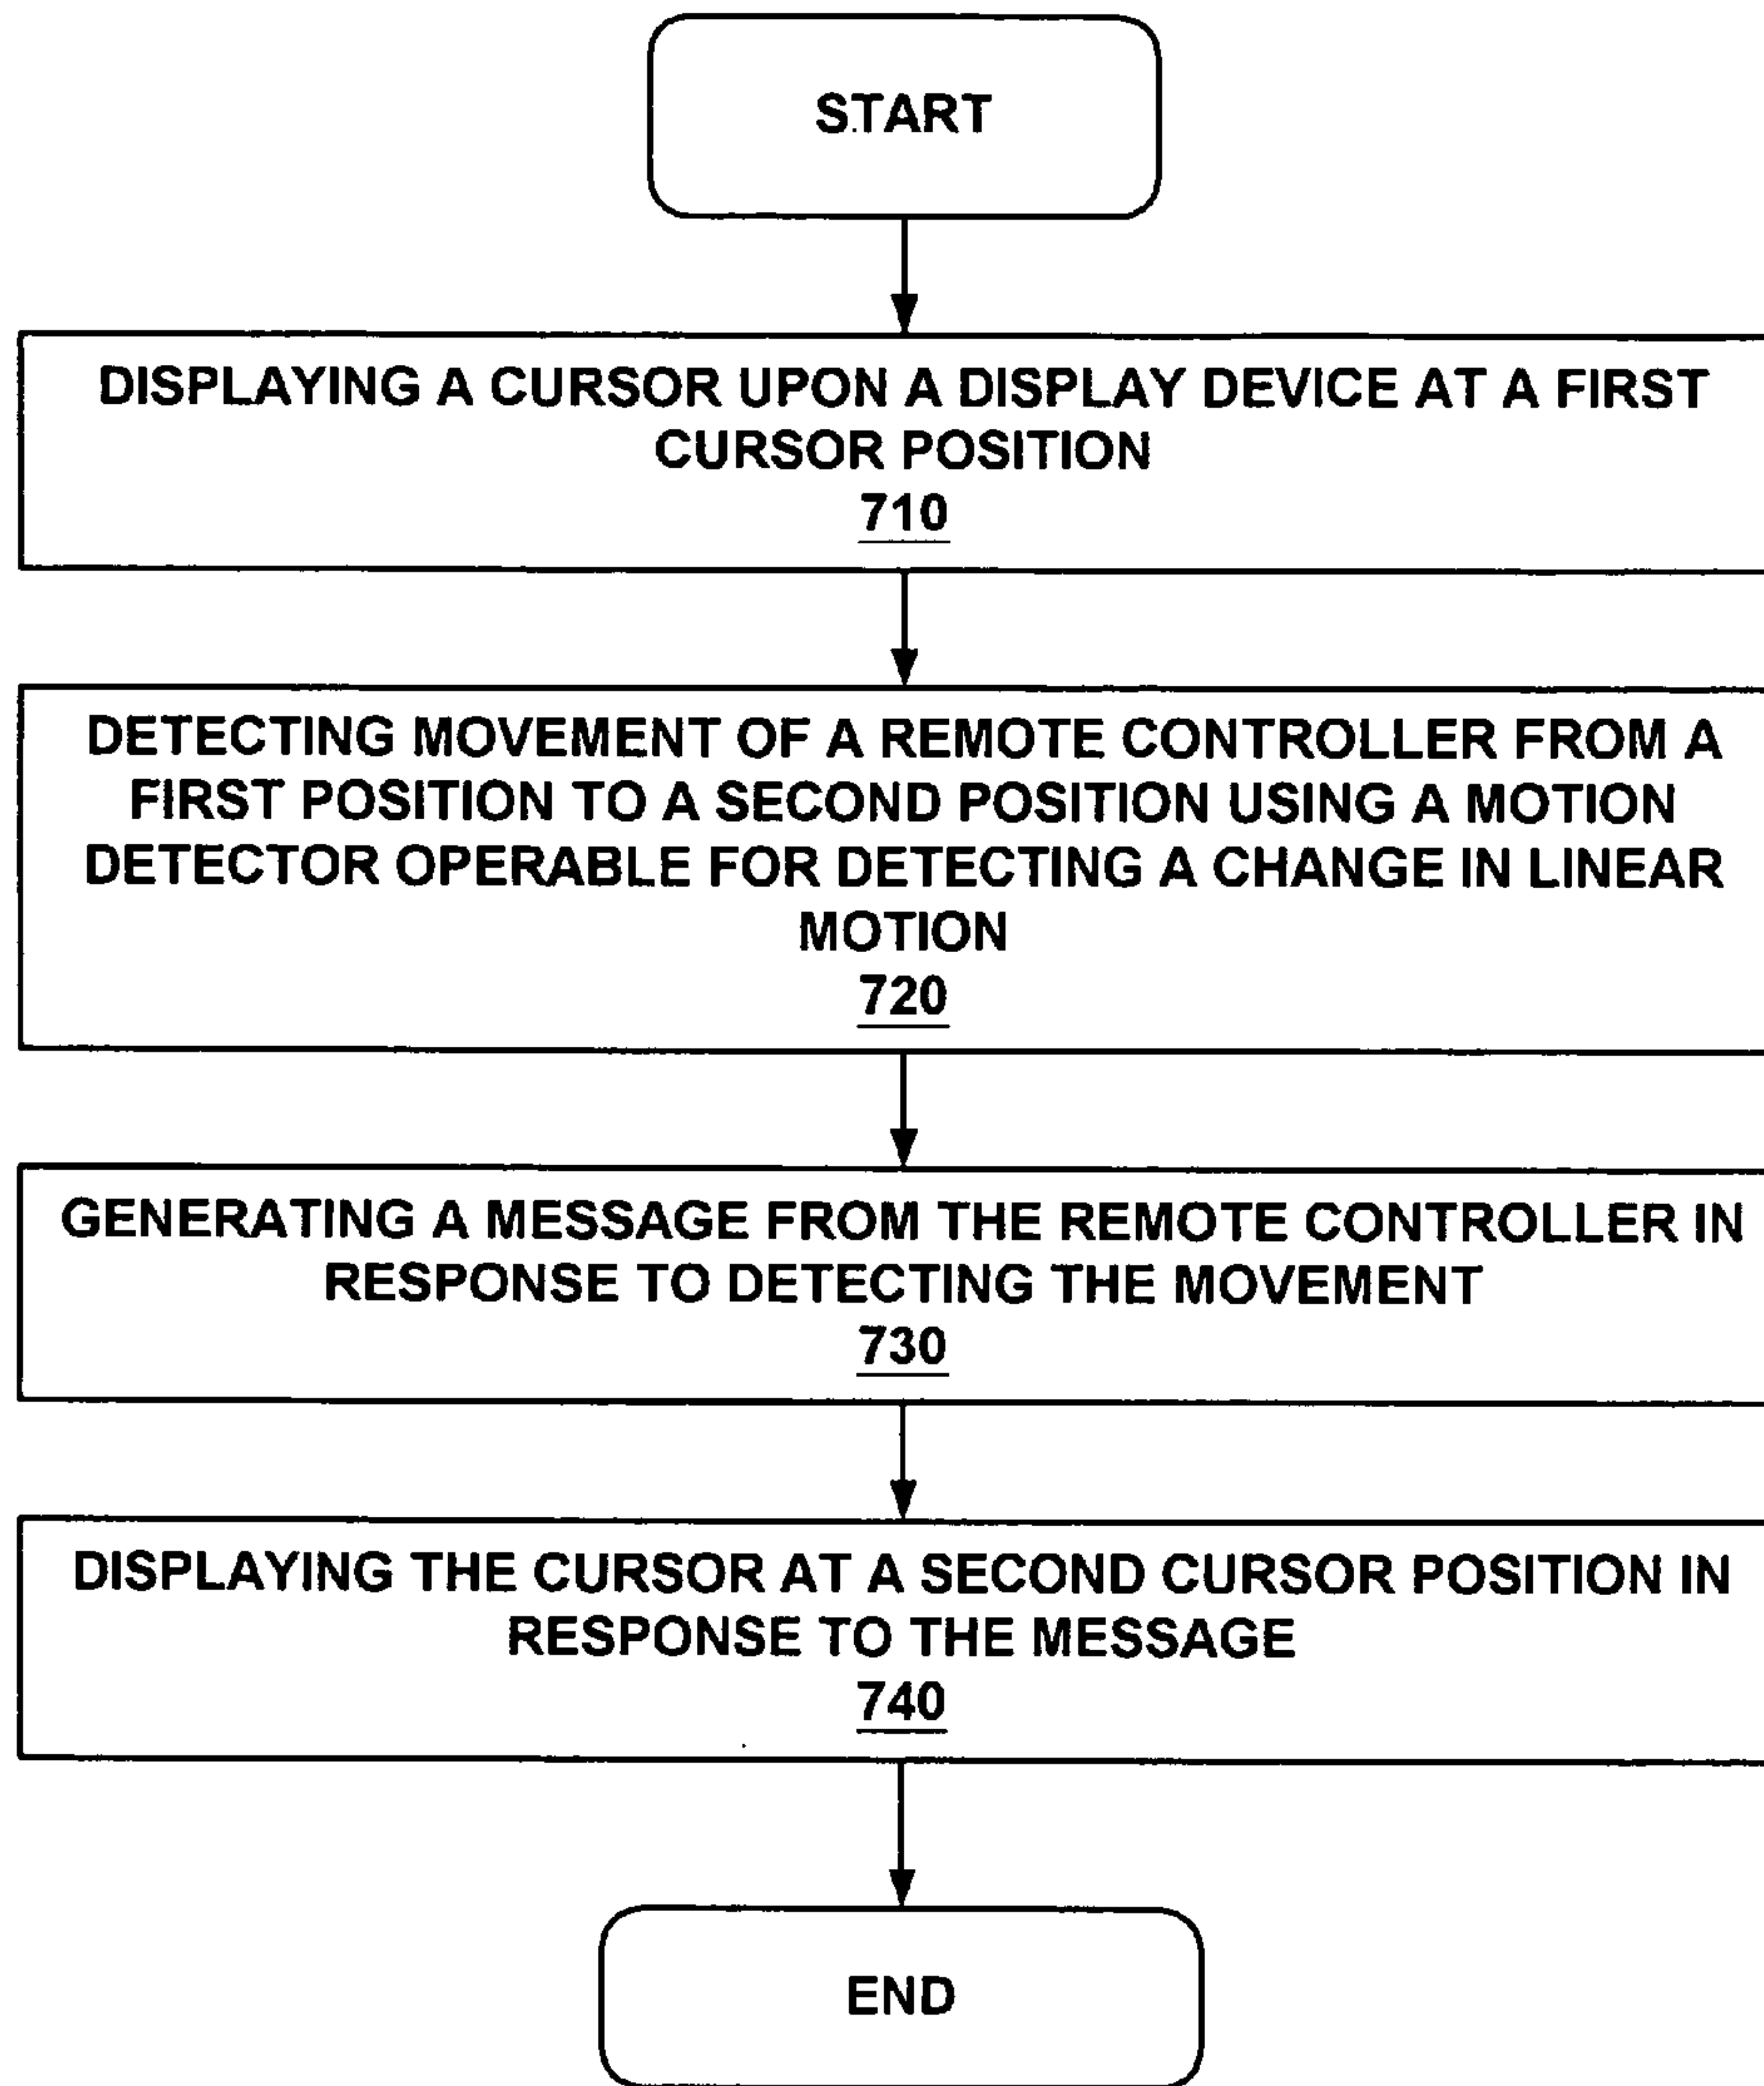 START
DISPLAYING A CURSOR UPON A DISPLAY DEVICE AT A FIRST
CURSOR POSITION
710
DETECTING MOVEMENT OF A REMOTE CONTROLLER FROM A
FIRST POSITION TO A SECOND POSITION USING A MOTION
DETECTOR OPERABLE FOR DETECTING A CHANGE IN LINEAR
MOTION
720
GENERATING A MESSAGE FROM THE REMOTE CONTROLLER IN
RESPONSE TO DETECTING THE MOVEMENT
730
DISPLAYING THE CURSOR AT A SECOND CURSOR POSITION IN
RESPONSE TO THE MESSAGE
740
END